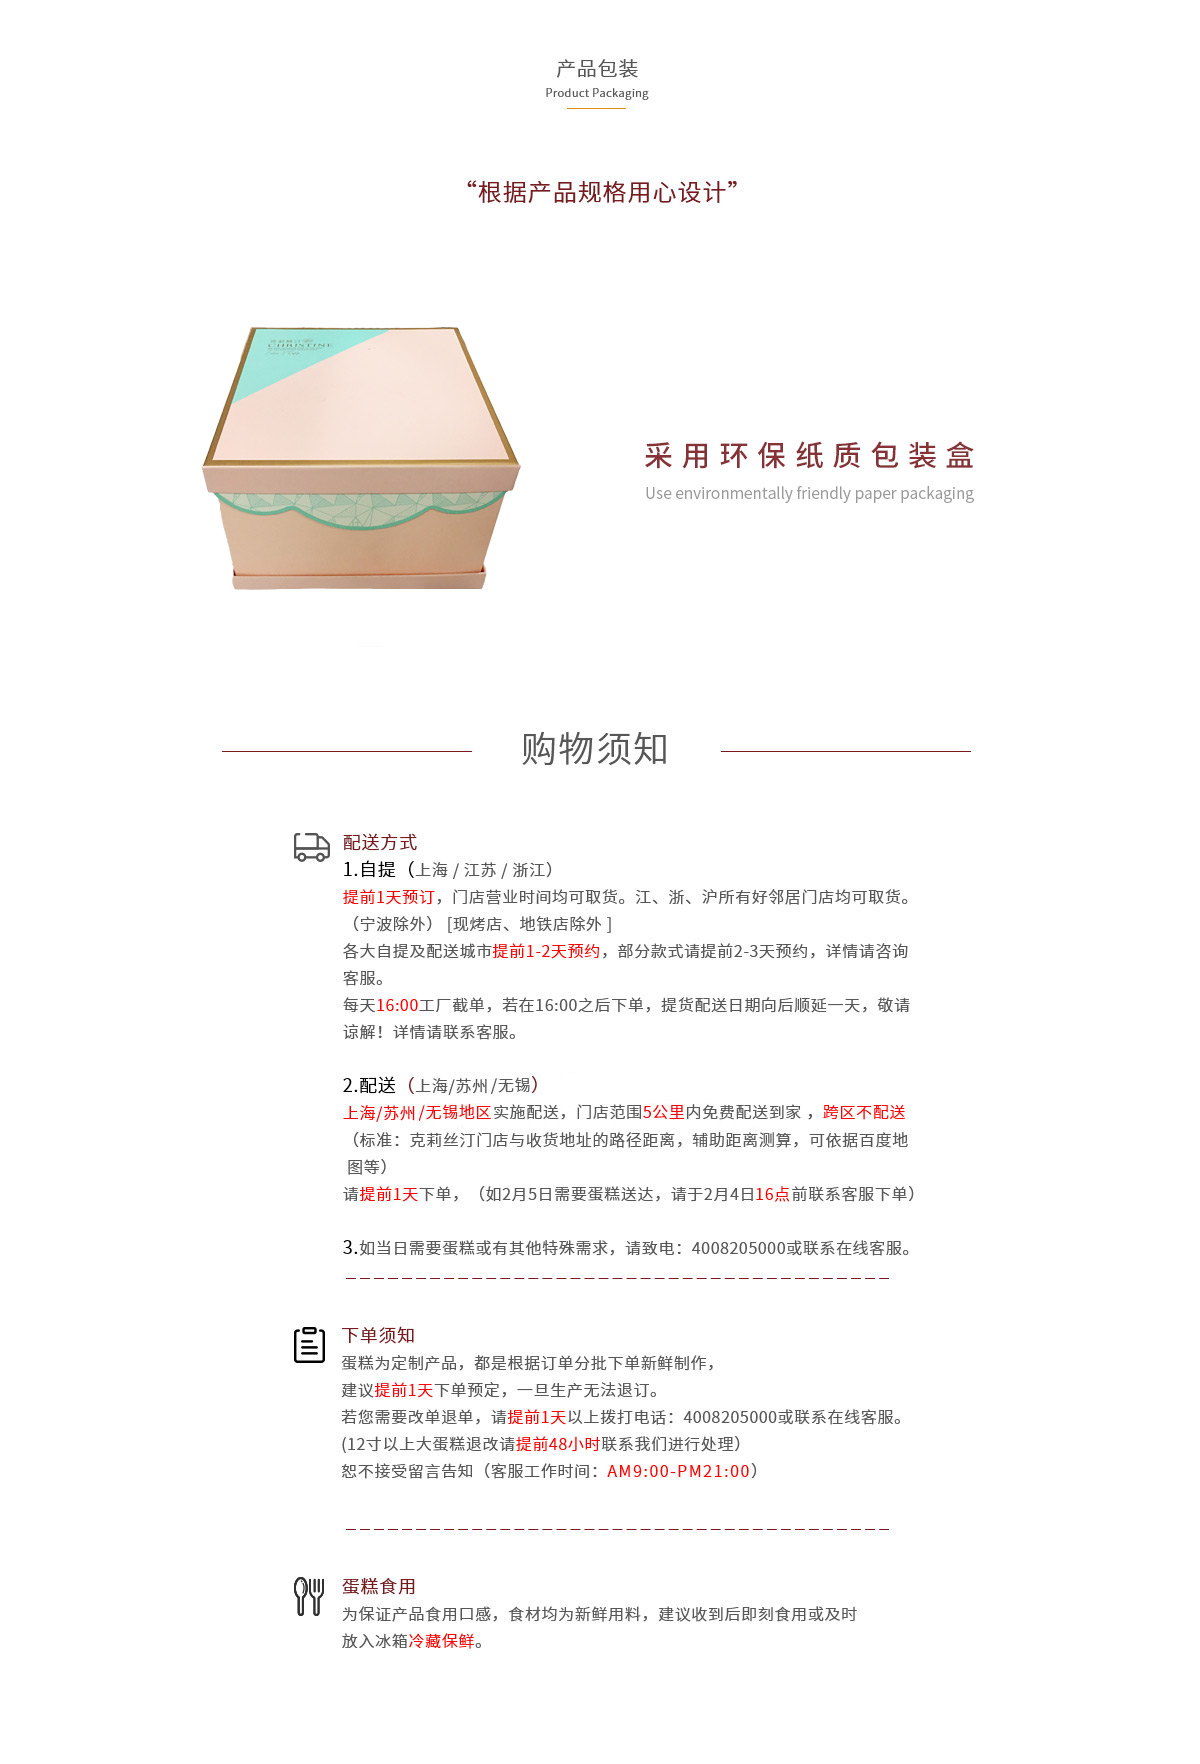 产品包装
Product Packaging
“根据产品规格用心设计”
CHRISTINE
采用环保纸质包装盒
Use environmentally friendly paper packaging
购物须知
配送方式
1.自提（上海 / 江苏 / 浙江）
提前1天预订，门店营业时间均可取货。江、浙、沪所有好邻居门店均可取货。
（宁波除外） [现烤店、地铁店除外 ]
各大自提及配送城市提前1-2天预约，部分款式请提前2-3天预约，详情请咨询
客服。
每天16:00工厂截单，若在16:00之后下单，提货配送日期向后顺延一天，敬请
谅解！详情请联系客服。
2.配送（上海/苏州/无锡）
上海/苏州/无锡地区实施配送，门店范围5公里内免费配送到家 ，跨区不配送
（标准：克莉丝汀门店与收货地址的路径距离，辅助距离测算，可依据百度地
图等）
请提前1天下单，（如2月5日需要蛋糕送达，请于2月4日16点前联系客服下单）
3.如当日需要蛋糕或有其他特殊需求，请致电：4008205000或联系在线客服。
下单须知
蛋糕为定制产品，都是根据订单分批下单新鲜制作，
建议提前1天下单预定，一旦生产无法退订。
若您需要改单退单，请提前1天以上拨打电话：4008205000或联系在线客服。
(12寸以上大蛋糕退改请提前48小时联系我们进行处理）
恕不接受留言告知（客服工作时间：AM9:00-PM21:00）
蛋糕食用
为保证产品食用口感，食材均为新鲜用料，建议收到后即刻食用或及时
放入冰箱冷藏保鲜。